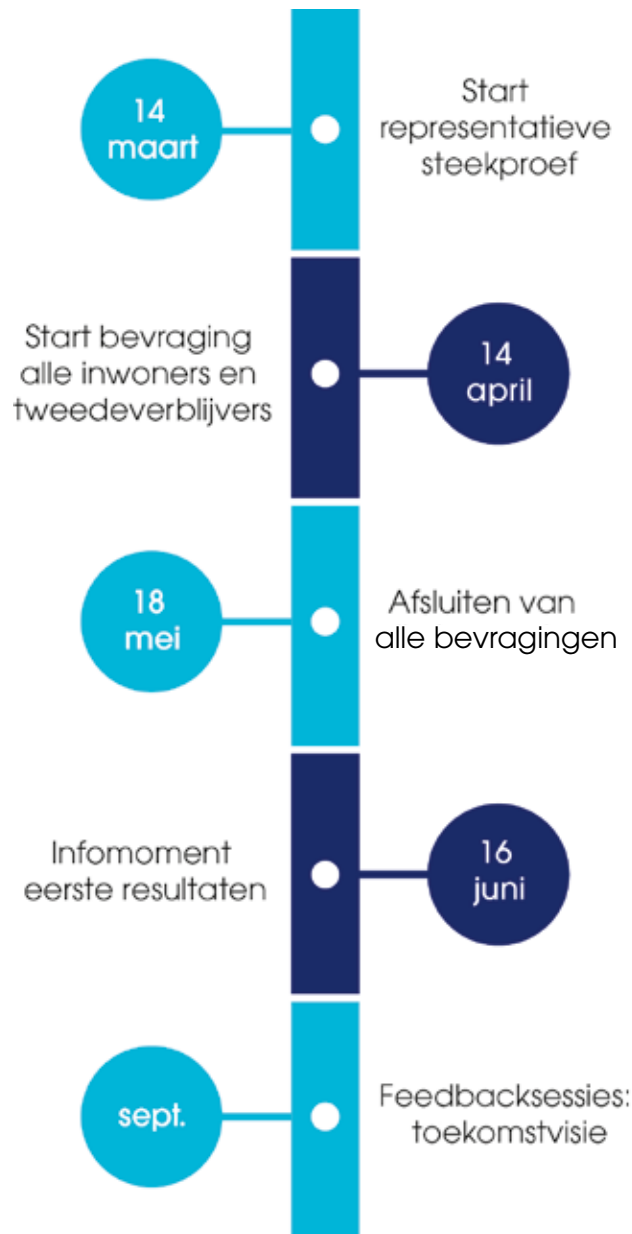 14
maart
Start
representatieve
steekproef
Start bevraging
alle inwoners en
tweedeverblijvers
14
april
18
mei
Afsluiten van
alle bevragingen
Infomoment
eerste resultaten
16
juni
sept.
Feedbacksessies:
toekomstvisie